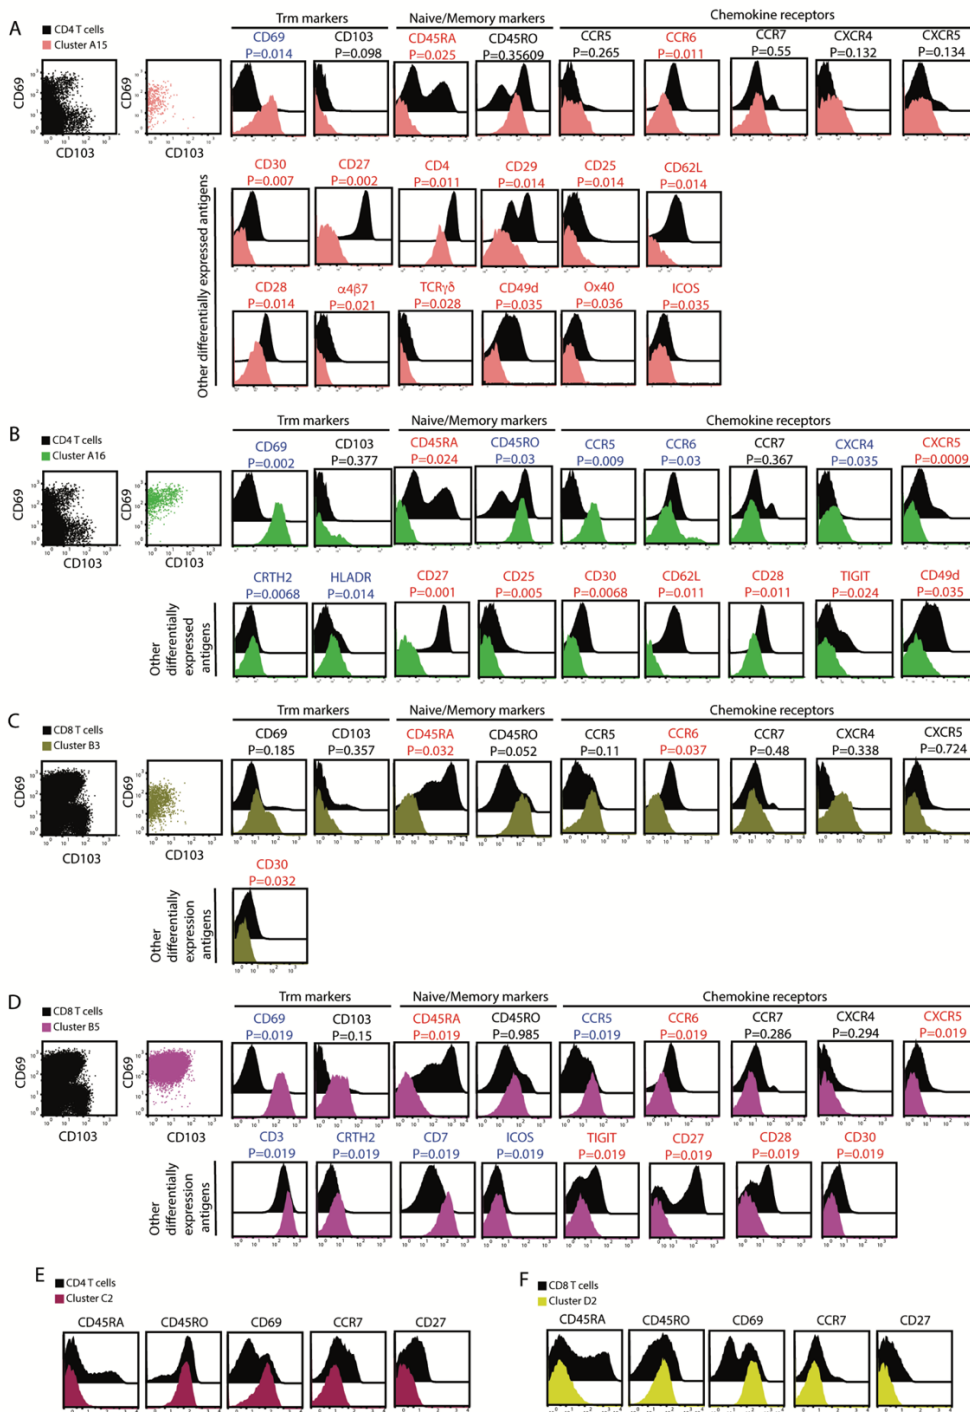 A
CD4 T cells
Cluster A15
Trm markers
Naive/Memory markers
Chemokine receptors
CD69 CD103 CD45RA CD45RO CCR5 CCR6 CCR7 CXCR4 CXCR5
P=0.014 P=0.098 P=0.025 P=0.35609 P=0.265 P=0.011 P=0.55 P=0.132 P=0.134
CD69
CD103
CD69
CD103
Other differentially expressed antigens
CD30 CD27 CD4 CD29 CD25 CD62L
P=0.007 P=0.002 P=0.011 P=0.014 P=0.014 P=0.014
CD28 α4β7 TCRγδ CD49d Ox40 ICOS
P=0.014 P=0.021 P=0.028 P=0.035 P=0.036 P=0.035
B
CD4 T cells
Cluster A16
Trm markers
Naive/Memory markers
Chemokine receptors
CD69 CD103 CD45RA CD45RO CCR5 CCR6 CCR7 CXCR4 CXCR5
P=0.002 P=0.377 P=0.024 P=0.03 P=0.009 P=0.03 P=0.367 P=0.035 P=0.0009
CD69
CD103
CD69
CD103
Other
differentially
expressed
antigens
CRTH2 HLADR CD27 CD25 CD30 CD62L CD28 TIGIT CD49d
P=0.0068 P=0.014 P=0.001 P=0.005 P=0.0068 P=0.011 P=0.011 P=0.024 P=0.035
C
CD8 T cells
Cluster B3
Trm markers
Naive/Memory markers
Chemokine receptors
CD69 CD103 CD45RA CD45RO CCR5 CCR6 CCR7 CXCR4 CXCR5
P=0.185 P=0.357 P=0.032 P=0.052 P=0.11 P=0.037 P=0.48 P=0.338 P=0.724
CD69
CD103
CD69
CD103
Other
differentially
expression
antigens
CD30
P=0.032
D
CD8 T cells
Cluster B5
Trm markers
Naive/Memory markers
Chemokine receptors
CD69 CD103 CD45RA CD45RO CCR5 CCR6 CCR7 CXCR4 CXCR5
P=0.019 P=0.15 P=0.019 P=0.985 P=0.019 P=0.019 P=0.286 P=0.294 P=0.019
CD69
CD103
CD69
CD103
Other
differentially
expression
antigens
CD3 CRTH2 CD7 ICOS TIGIT CD27 CD28 CD30
P=0.019 P=0.019 P=0.019 P=0.019 P=0.019 P=0.019 P=0.019 P=0.019
E
CD4 T cells
Cluster C2
CD45RA CD45RO CD69 CCR7 CD27
F
CD8 T cells
Cluster D2
CD45RA CD45RO CD69 CCR7 CD27